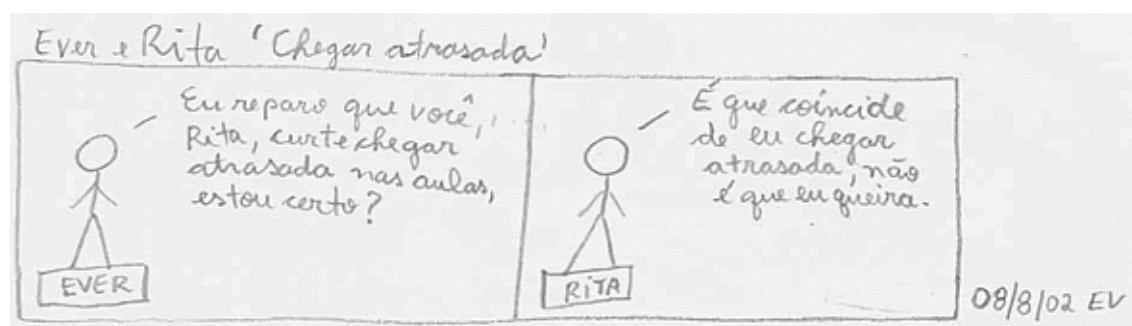 Ever e Rita 'Chegar atrasada'
Eu reparo que você,
Rita, curte chegar
atrasada nas aulas,
estou certo?
EVER
É que coincide
de eu chegar
atrasada, não
é que eu queira.
RITA
08/8/02 EV